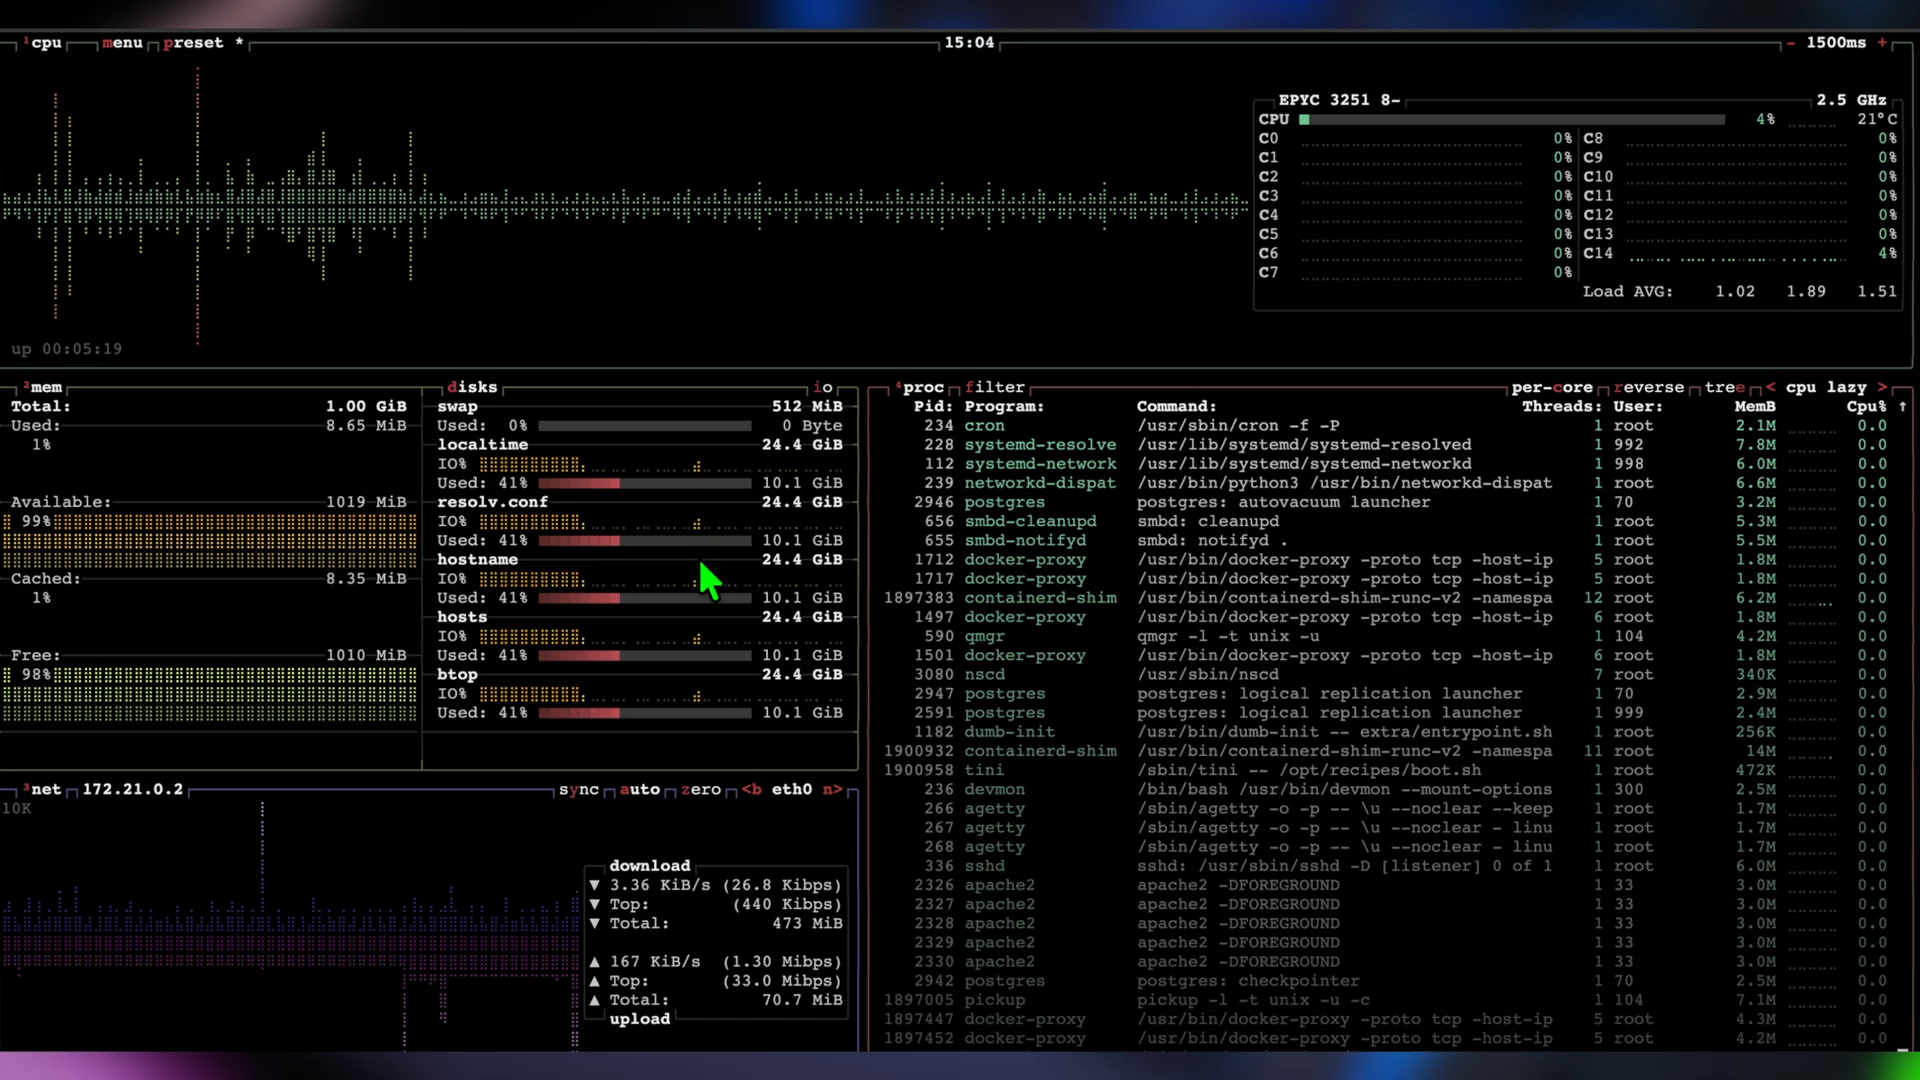 ¹cpu menu preset * 15:04 - 1500ms +
EPYC 3251 8- 2.5 GHz
CPU 4% 21°C
C0 0% C8 0%
C1 0% C9 0%
C2 0% C10 0%
C3 0% C11 0%
C4 0% C12 0%
C5 0% C13 0%
C6 0% C14 4%
C7 0%
Load AVG: 1.02 1.89 1.51
up 00:05:19
²mem
Total: 1.00 GiB
Used: 8.65 MiB
1%
Available: 1019 MiB
99%
Cached: 8.35 MiB
1%
Free: 1010 MiB
98%
disks io
swap 512 MiB
Used: 0% 0 Byte
localtime 24.4 GiB
IO%
Used: 41% 10.1 GiB
resolv.conf 24.4 GiB
IO%
Used: 41% 10.1 GiB
hostname 24.4 GiB
IO%
Used: 41% 10.1 GiB
hosts 24.4 GiB
IO%
Used: 41% 10.1 GiB
btop 24.4 GiB
IO%
Used: 41% 10.1 GiB
³net 172.21.0.2 sync auto zero <b eth0 n>
10K
download
▼ 3.36 KiB/s (26.8 Kibps)
▼ Top: (440 Kibps)
▼ Total: 473 MiB
▲ 167 KiB/s (1.30 Mibps)
▲ Top: (33.0 Mibps)
▲ Total: 70.7 MiB
upload
⁴proc filter per-core reverse tree < cpu lazy >
Pid: Program: Command: Threads: User: MemB Cpu% ↑
234 cron /usr/sbin/cron -f -P 1 root 2.1M 0.0
228 systemd-resolve /usr/lib/systemd/systemd-resolved 1 992 7.8M 0.0
112 systemd-network /usr/lib/systemd/systemd-networkd 1 998 6.0M 0.0
239 networkd-dispat /usr/bin/python3 /usr/bin/networkd-dispat 1 root 6.6M 0.0
2946 postgres postgres: autovacuum launcher 1 70 3.2M 0.0
656 smbd-cleanupd smbd: cleanupd 1 root 5.3M 0.0
655 smbd-notifyd smbd: notifyd . 1 root 5.5M 0.0
1712 docker-proxy /usr/bin/docker-proxy -proto tcp -host-ip 5 root 1.8M 0.0
1717 docker-proxy /usr/bin/docker-proxy -proto tcp -host-ip 5 root 1.8M 0.0
1897383 containerd-shim /usr/bin/containerd-shim-runc-v2 -namespa 12 root 6.2M 0.0
1497 docker-proxy /usr/bin/docker-proxy -proto tcp -host-ip 6 root 1.8M 0.0
590 qmgr qmgr -l -t unix -u 1 104 4.2M 0.0
1501 docker-proxy /usr/bin/docker-proxy -proto tcp -host-ip 6 root 1.8M 0.0
3080 nscd /usr/sbin/nscd 7 root 340K 0.0
2947 postgres postgres: logical replication launcher 1 70 2.9M 0.0
2591 postgres postgres: logical replication launcher 1 999 2.4M 0.0
1182 dumb-init /usr/bin/dumb-init -- extra/entrypoint.sh 1 root 256K 0.0
1900932 containerd-shim /usr/bin/containerd-shim-runc-v2 -namespa 11 root 14M 0.0
1900958 tini /sbin/tini -- /opt/recipes/boot.sh 1 root 472K 0.0
236 devmon /bin/bash /usr/bin/devmon --mount-options 1 300 2.5M 0.0
266 agetty /sbin/agetty -o -p -- \u --noclear --keep 1 root 1.7M 0.0
267 agetty /sbin/agetty -o -p -- \u --noclear - linu 1 root 1.7M 0.0
268 agetty /sbin/agetty -o -p -- \u --noclear - linu 1 root 1.7M 0.0
336 sshd sshd: /usr/sbin/sshd -D [listener] 0 of 1 1 root 6.0M 0.0
2326 apache2 apache2 -DFOREGROUND 1 33 3.0M 0.0
2327 apache2 apache2 -DFOREGROUND 1 33 3.0M 0.0
2328 apache2 apache2 -DFOREGROUND 1 33 3.0M 0.0
2329 apache2 apache2 -DFOREGROUND 1 33 3.0M 0.0
2330 apache2 apache2 -DFOREGROUND 1 33 3.0M 0.0
2942 postgres postgres: checkpointer 1 70 2.5M 0.0
1897005 pickup pickup -l -t unix -u -c 1 104 7.1M 0.0
1897447 docker-proxy /usr/bin/docker-proxy -proto tcp -host-ip 5 root 4.3M 0.0
1897452 docker-proxy /usr/bin/docker-proxy -proto tcp -host-ip 5 root 4.2M 0.0